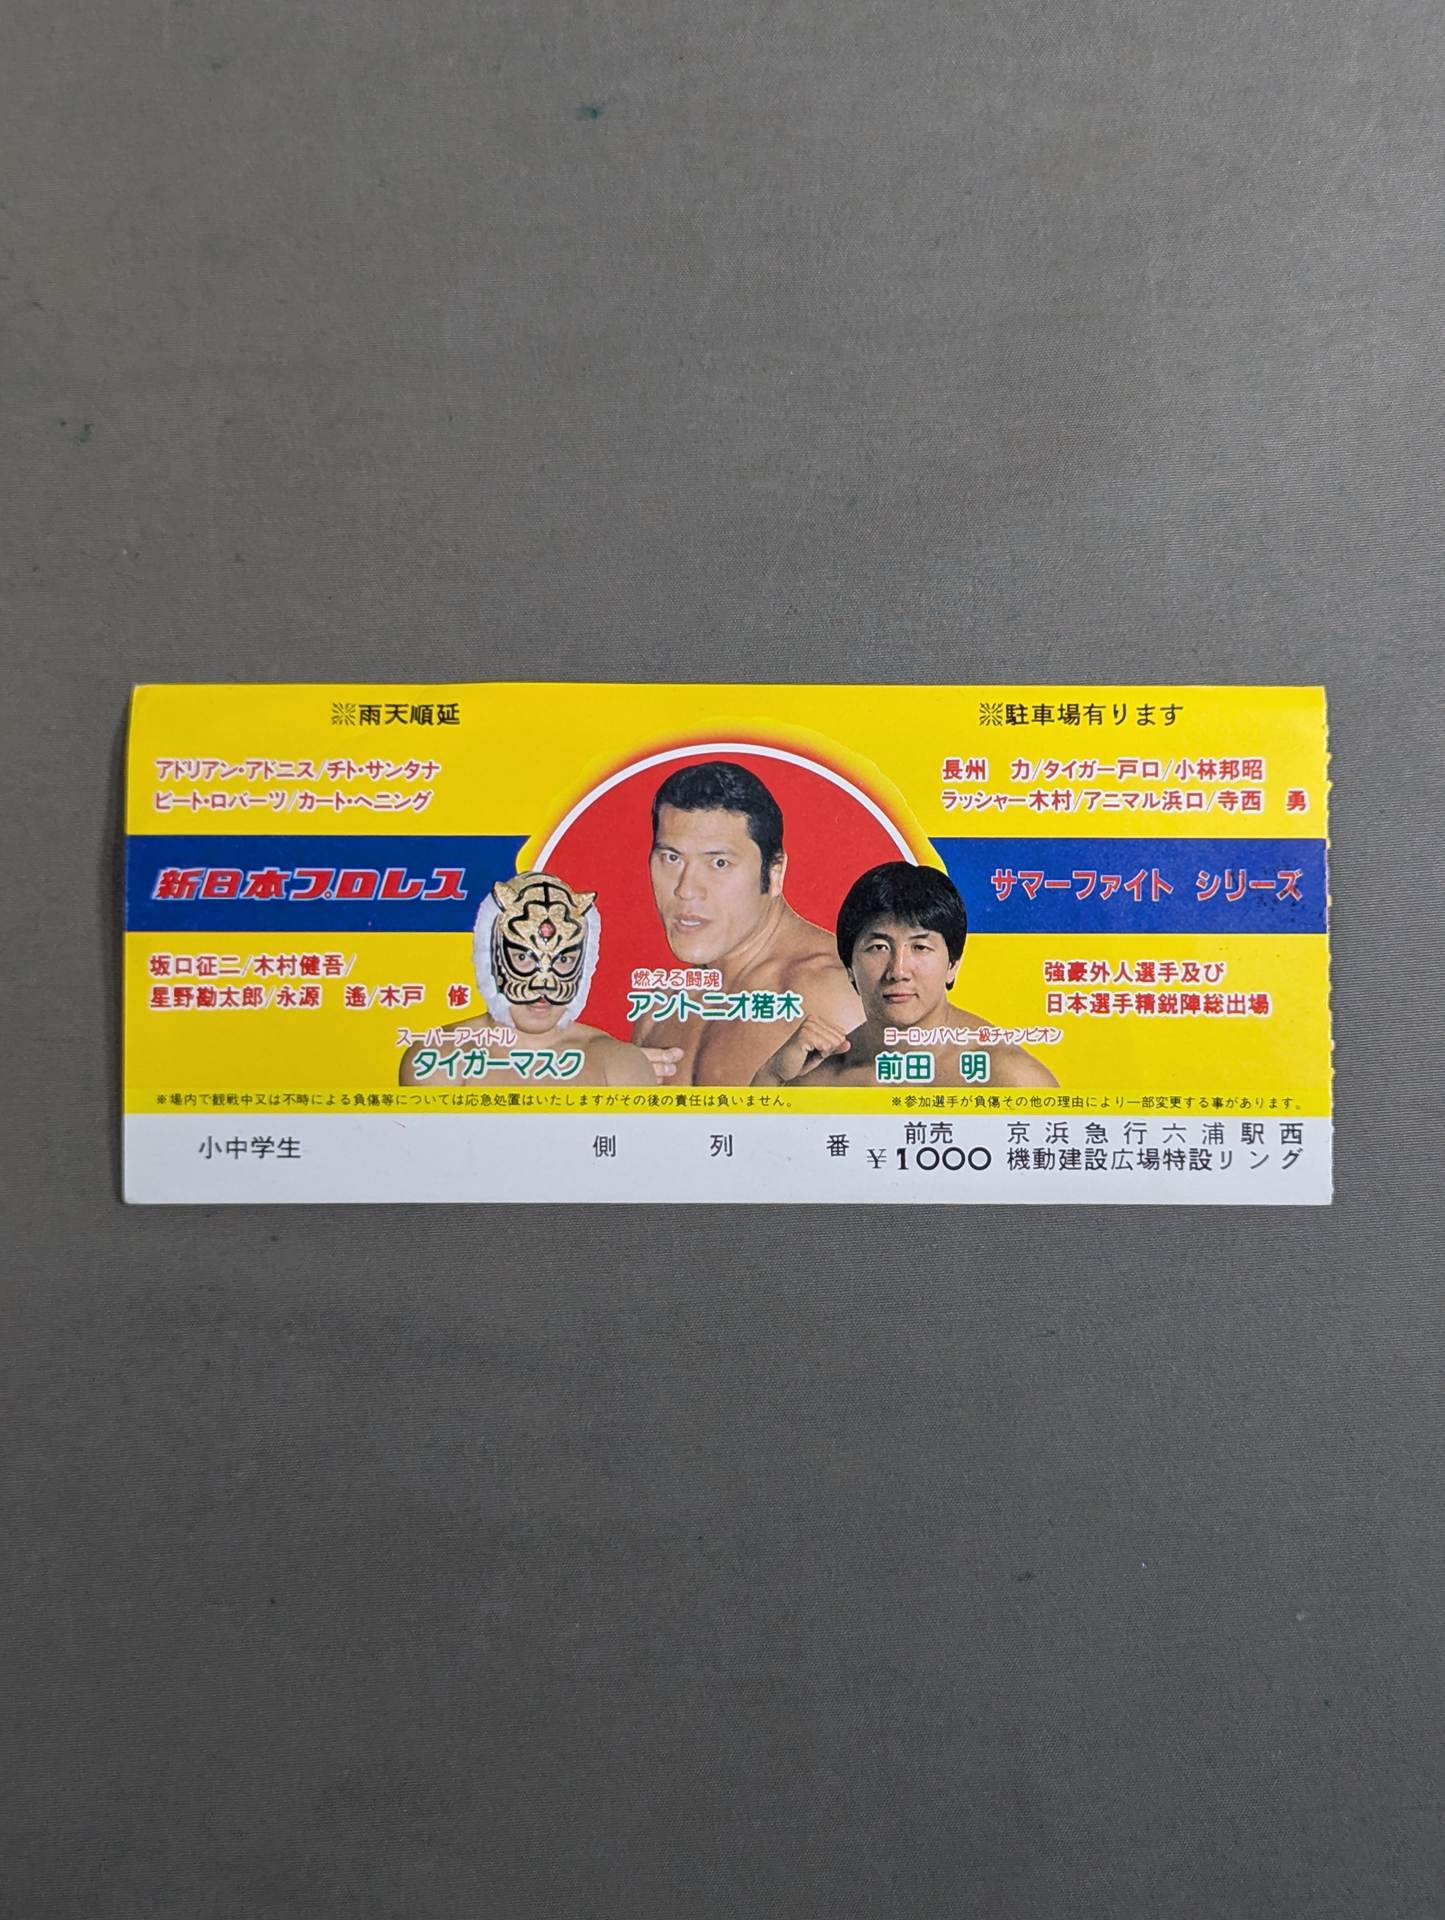 ※雨天順延
※駐車場有ります
アドリアン・アドニス/チト・サンタナ
ピート・ロバーツ/カート・ヘニング
長州　力/タイガー戸口/小林邦昭
ラッシャー木村/アニマル浜口/寺西　勇
新日本プロレス
サマーファイト シリーズ
坂口征二/木村健吾/
星野勘太郎/永源　遙/木戸　修
燃える闘魂
アントニオ猪木
強豪外人選手及び
日本選手精鋭陣総出場
スーパーアイドル
タイガーマスク
ヨーロッパヘビー級チャンピオン
前田　明
※場内で観戦中又は不時による負傷等については応急処置はいたしますがその後の責任は負いません。
※参加選手が負傷その他の理由により一部変更する事があります。
小中学生　側　列　番
前売
¥1000
京浜急行六浦駅西
機動建設広場特設リング